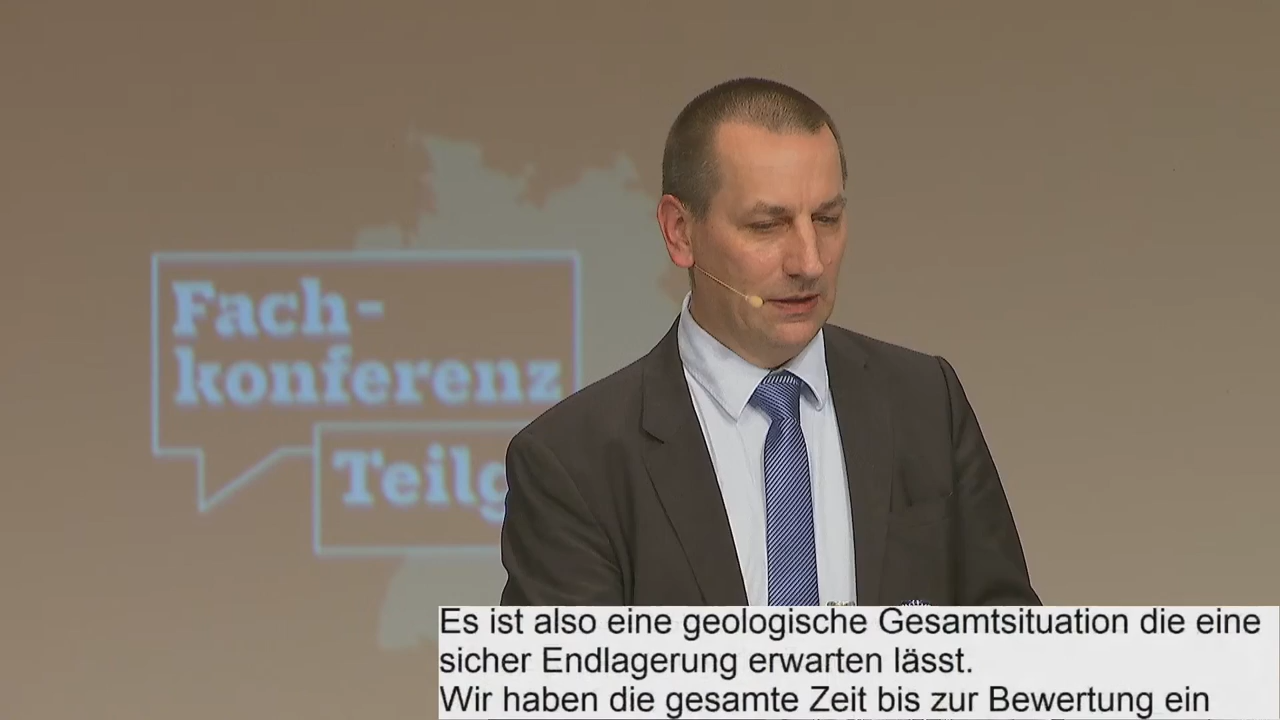 Fach-
konferenz
Teilg
Es ist also eine geologische Gesamtsituation die eine
sicher Endlagerung erwarten lässt.
Wir haben die gesamte Zeit bis zur Bewertung ein